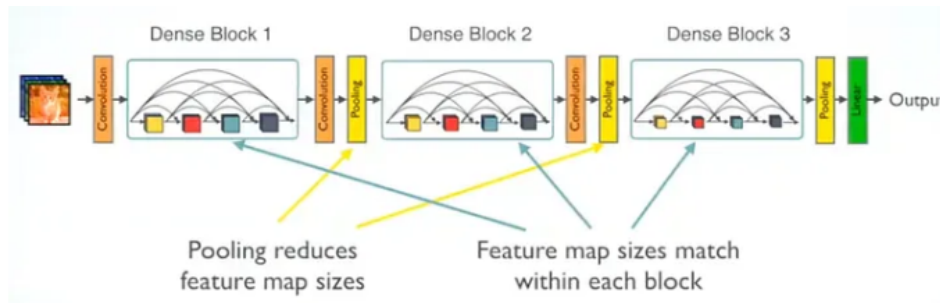 Dense Block 1
Dense Block 2
Dense Block 3
Convolution
Convolution
Pooling
Convolution
Pooling
Pooling
Linear
Output
Pooling reduces
feature map sizes
Feature map sizes match
within each block